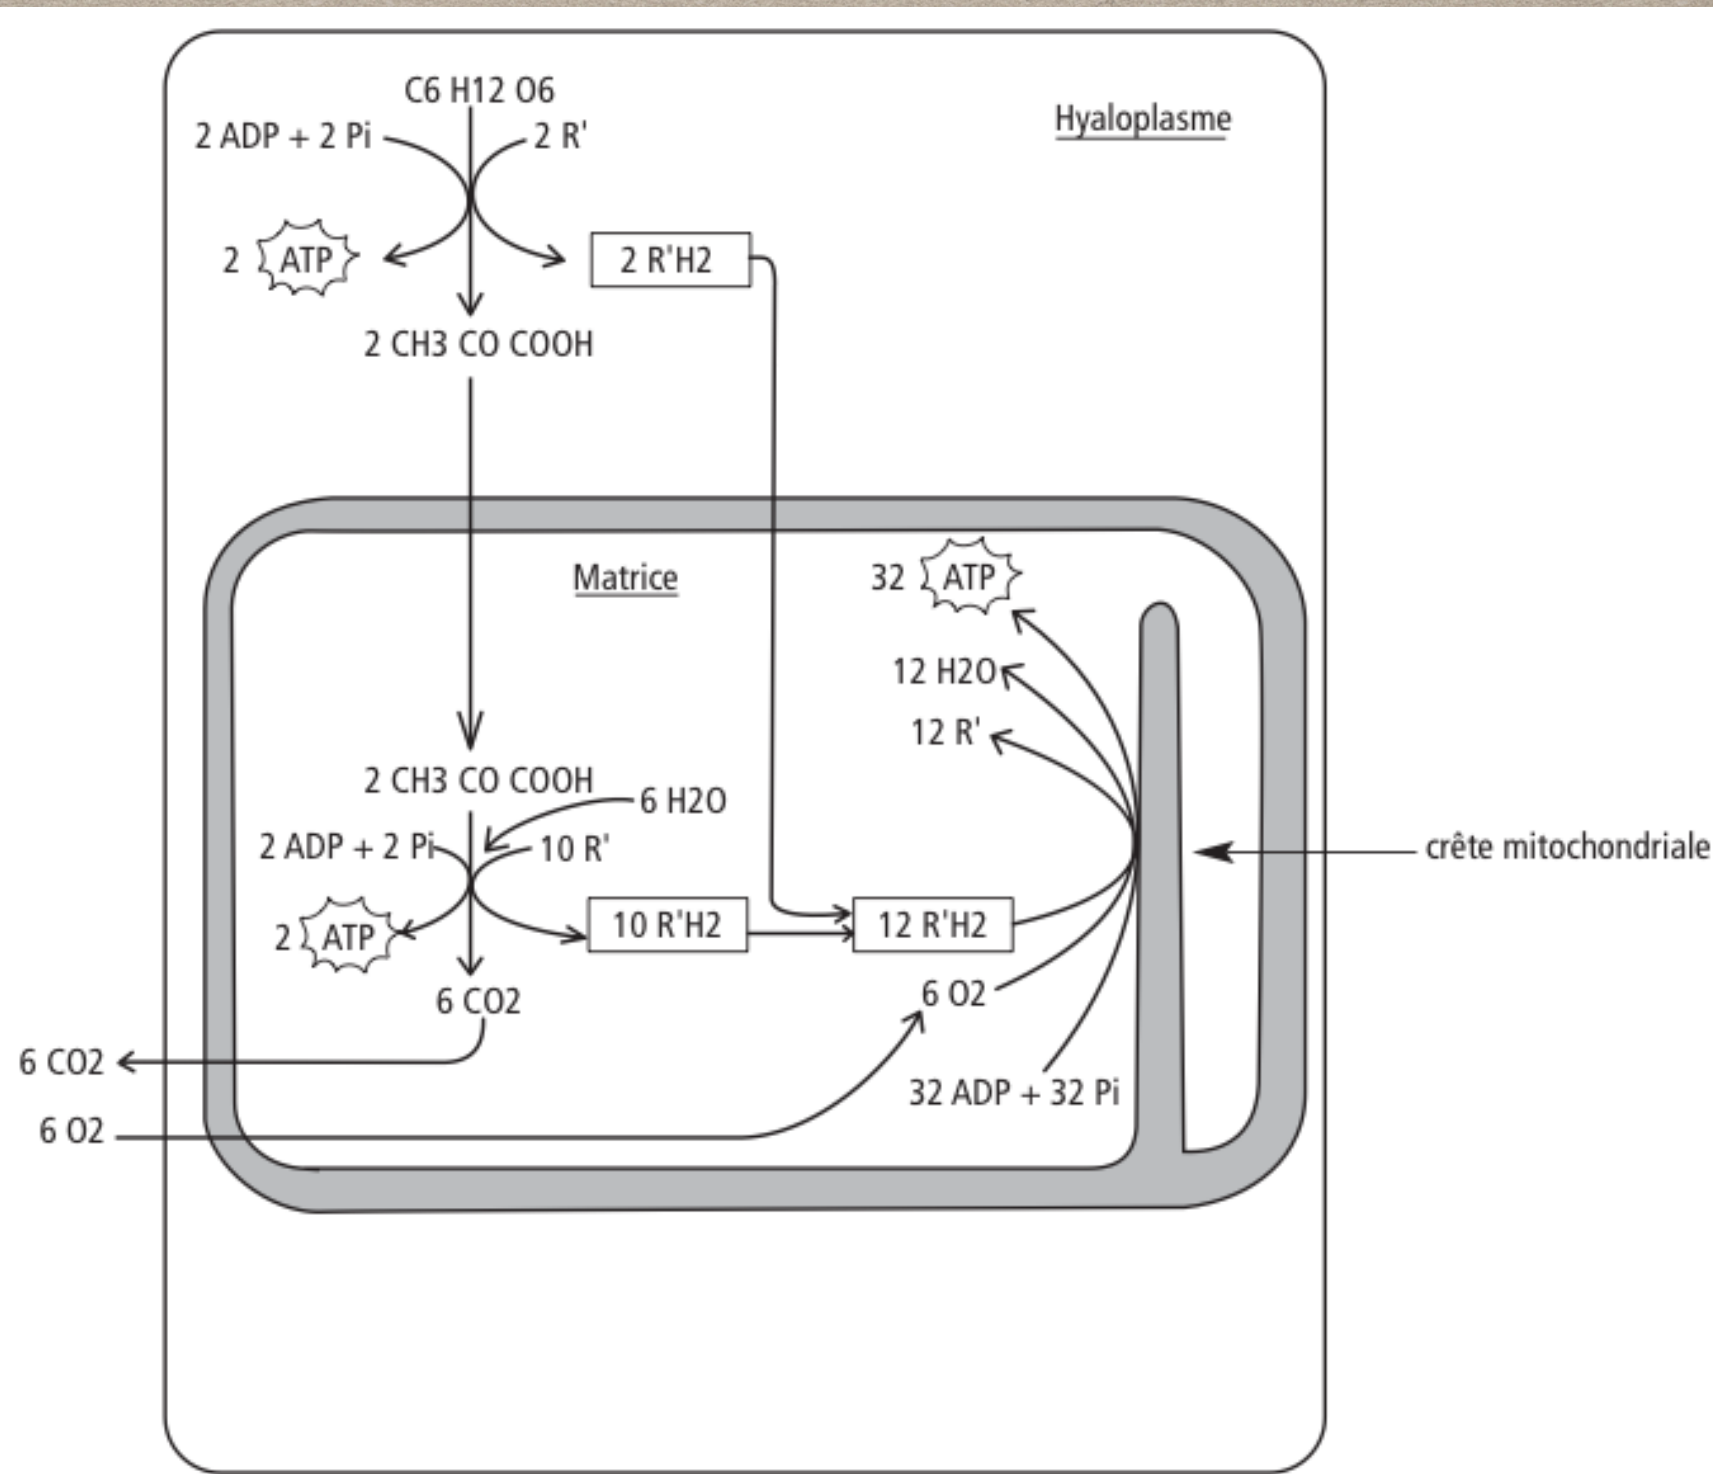 C6 H12 O6
Hyaloplasme
2 ADP + 2 Pi
2 R'
2 ATP
2 R'H2
2 CH3 CO COOH
Matrice
32 ATP
12 H2O
12 R'
2 CH3 CO COOH
6 H2O
2 ADP + 2 Pi
10 R'
crête mitochondriale
2 ATP
10 R'H2
12 R'H2
6 CO2
6 O2
6 CO2
32 ADP + 32 Pi
6 O2